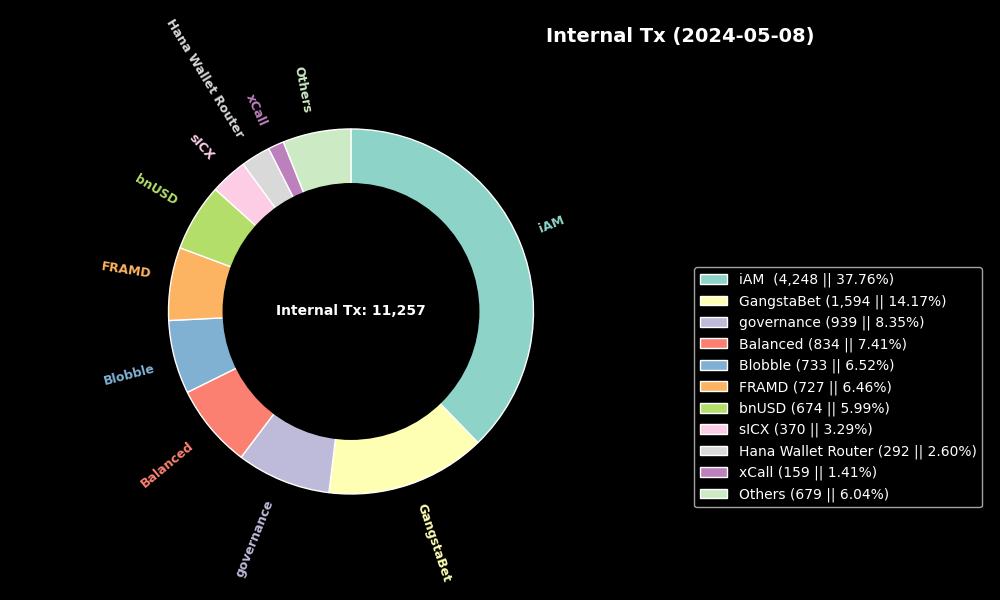 Internal Tx (2024-05-08)
Hana Wallet Router
xCall
Others
sICX
bnUSD
iAM
FRAMD
Internal Tx: 11,257
Blobble
Balanced
governance
GangstaBet
iAM  (4,248 || 37.76%)
GangstaBet (1,594 || 14.17%)
governance (939 || 8.35%)
Balanced (834 || 7.41%)
Blobble (733 || 6.52%)
FRAMD (727 || 6.46%)
bnUSD (674 || 5.99%)
sICX (370 || 3.29%)
Hana Wallet Router (292 || 2.60%)
xCall (159 || 1.41%)
Others (679 || 6.04%)